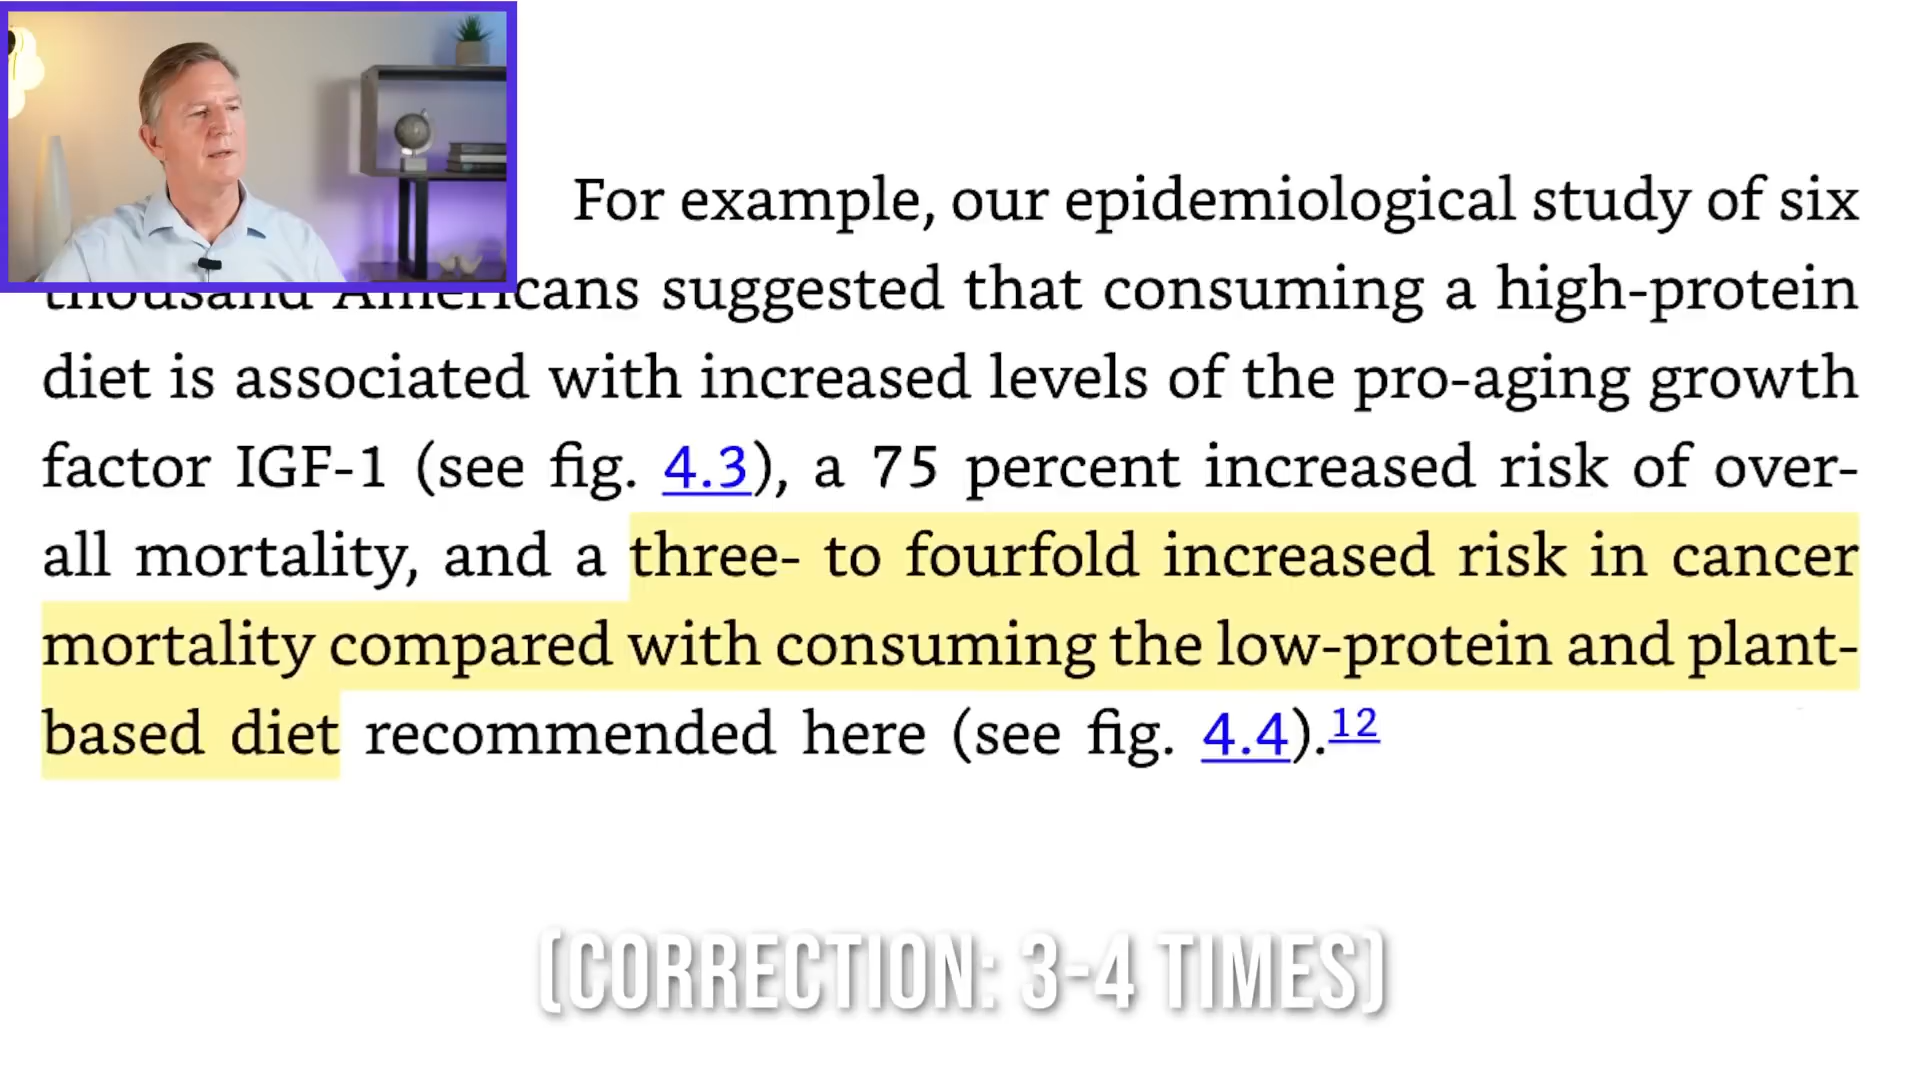 For example, our epidemiological study of six
thousand Americans suggested that consuming a high-protein
diet is associated with increased levels of the pro-aging growth
factor IGF-1 (see fig. 4.3), a 75 percent increased risk of over-
all mortality, and a three- to fourfold increased risk in cancer
mortality compared with consuming the low-protein and plant-
based diet recommended here (see fig. 4.4).12
(CORRECTION: 3-4 TIMES)